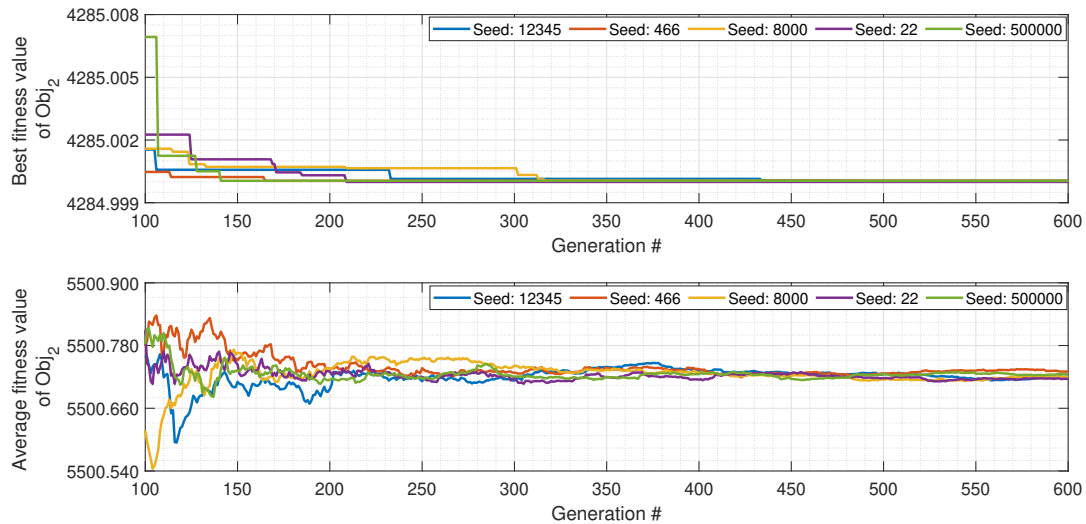 4285.008
4285.005
4285.002
4284.999
Best fitness value
of Obj2
Seed: 12345 Seed: 466 Seed: 8000 Seed: 22 Seed: 500000
100 150 200 250 300 350 400 450 500 550 600
Generation #
5500.900
5500.780
5500.660
5500.540
Average fitness value
of Obj2
Seed: 12345 Seed: 466 Seed: 8000 Seed: 22 Seed: 500000
100 150 200 250 300 350 400 450 500 550 600
Generation #